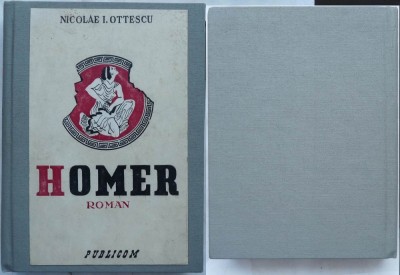 NICOLAE I. OTTESCU
HOMER
ROMAN
PUBLICOM